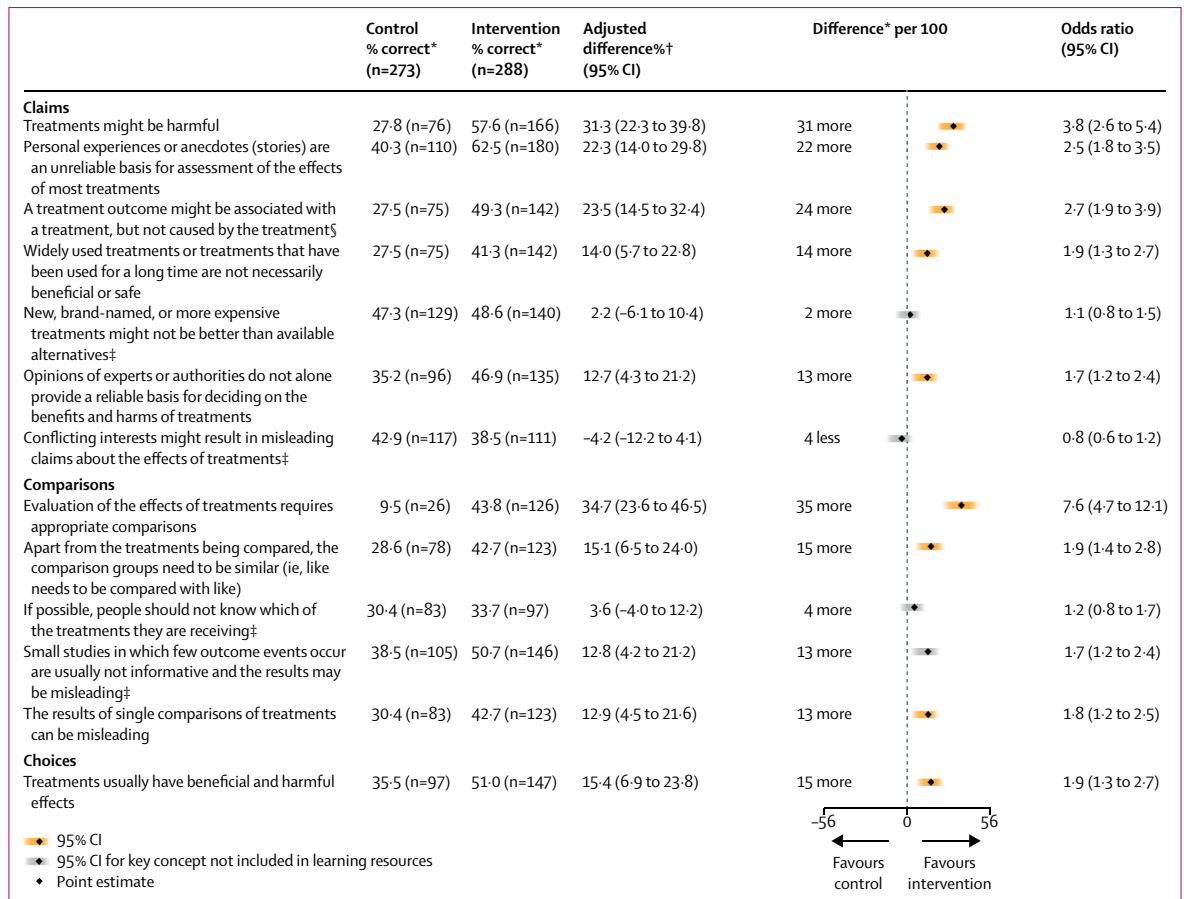 Control Intervention Adjusted Difference* per 100 Odds ratio
% correct* % correct* difference%† (95% CI)
(n=273) (n=288) (95% CI)
Claims
Treatments might be harmful 27·8 (n=76) 57·6 (n=166) 31·3 (22·3 to 39·8) 31 more 3·8 (2·6 to 5·4)
Personal experiences or anecdotes (stories) are 40·3 (n=110) 62·5 (n=180) 22·3 (14·0 to 29·8) 22 more 2·5 (1·8 to 3·5)
an unreliable basis for assessment of the effects
of most treatments
A treatment outcome might be associated with 27·5 (n=75) 49·3 (n=142) 23·5 (14·5 to 32·4) 24 more 2·7 (1·9 to 3·9)
a treatment, but not caused by the treatment§
Widely used treatments or treatments that have 27·5 (n=75) 41·3 (n=142) 14·0 (5·7 to 22·8) 14 more 1·9 (1·3 to 2·7)
been used for a long time are not necessarily
beneficial or safe
New, brand-named, or more expensive 47·3 (n=129) 48·6 (n=140) 2·2 (–6·1 to 10·4) 2 more 1·1 (0·8 to 1·5)
treatments might not be better than available
alternatives‡
Opinions of experts or authorities do not alone 35·2 (n=96) 46·9 (n=135) 12·7 (4·3 to 21·2) 13 more 1·7 (1·2 to 2·4)
provide a reliable basis for deciding on the
benefits and harms of treatments
Conflicting interests might result in misleading 42·9 (n=117) 38·5 (n=111) –4·2 (–12·2 to 4·1) 4 less 0·8 (0·6 to 1·2)
claims about the effects of treatments‡
Comparisons
Evaluation of the effects of treatments requires 9·5 (n=26) 43·8 (n=126) 34·7 (23·6 to 46·5) 35 more 7·6 (4·7 to 12·1)
appropriate comparisons
Apart from the treatments being compared, the 28·6 (n=78) 42·7 (n=123) 15·1 (6·5 to 24·0) 15 more 1·9 (1·4 to 2·8)
comparison groups need to be similar (ie, like
needs to be compared with like)
If possible, people should not know which of 30·4 (n=83) 33·7 (n=97) 3·6 (–4·0 to 12·2) 4 more 1·2 (0·8 to 1·7)
the treatments they are receiving‡
Small studies in which few outcome events occur 38·5 (n=105) 50·7 (n=146) 12·8 (4·2 to 21·2) 13 more 1·7 (1·2 to 2·4)
are usually not informative and the results may
be misleading‡
The results of single comparisons of treatments 30·4 (n=83) 42·7 (n=123) 12·9 (4·5 to 21·6) 13 more 1·8 (1·2 to 2·5)
can be misleading
Choices
Treatments usually have beneficial and harmful 35·5 (n=97) 51·0 (n=147) 15·4 (6·9 to 23·8) 15 more 1·9 (1·3 to 2·7)
effects
–56 0 56
95% CI
95% CI for key concept not included in learning resources
Point estimate
Favours Favours
control intervention